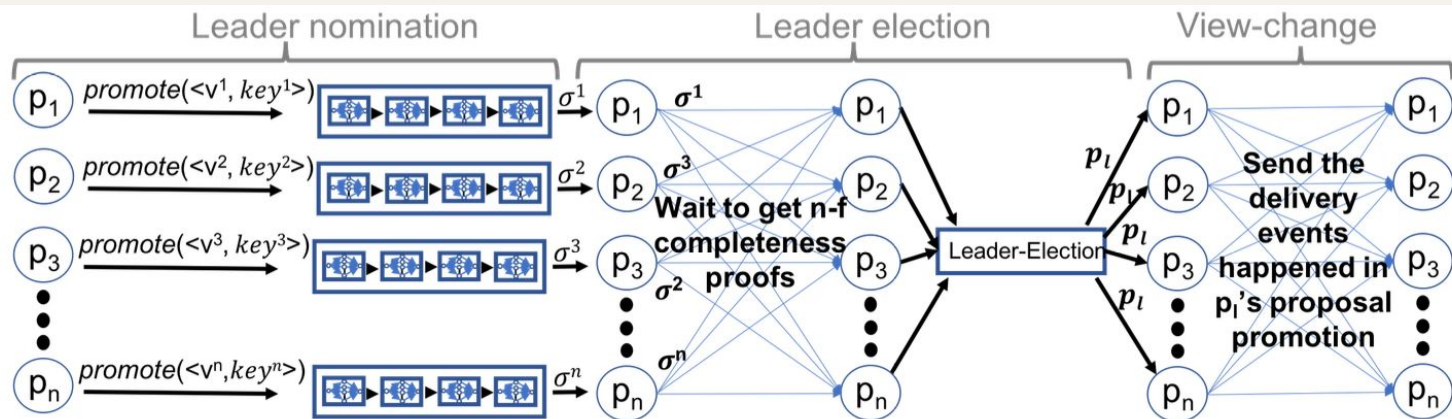 Leader nomination
Leader election
View-change
p₁
promote(<v¹, key¹>)
σ¹
p₁
σ¹
p₁
p₁
p₁
p₂
promote(<v², key²>)
σ²
p₂
σ³
p₂
p₂
p₂
p₃
promote(<v³, key³>)
σ³
p₃
σ²
p₃
p₃
p₃
pₙ
promote(<vⁿ,keyⁿ>)
σⁿ
pₙ
σⁿ
pₙ
pₙ
pₙ
Wait to get n-f
completeness
proofs
Leader-Election
pₗ
pₗ
pₗ
pₗ
Send the
delivery
events
happened in
pₗ's proposal
promotion